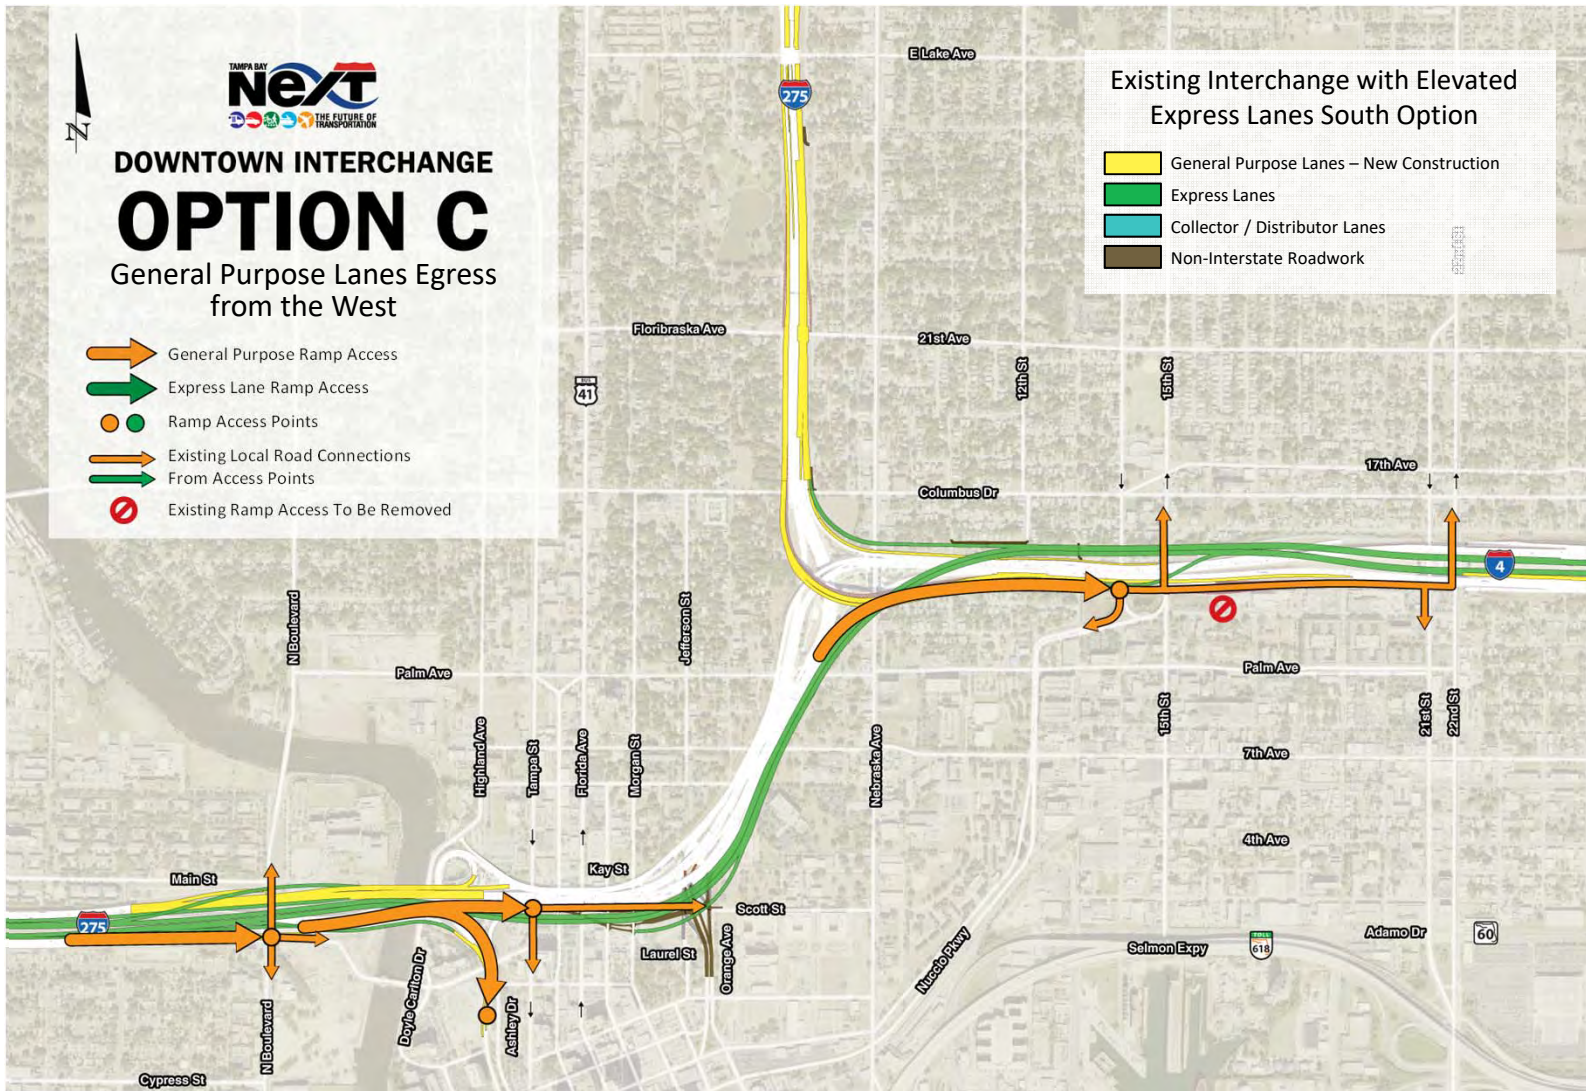 TAMPA BAY
NEXT
THE FUTURE OF
TRANSPORTATION
N
DOWNTOWN INTERCHANGE
OPTION C
General Purpose Lanes Egress
from the West
General Purpose Ramp Access
Express Lane Ramp Access
Ramp Access Points
Existing Local Road Connections
From Access Points
Existing Ramp Access To Be Removed
Existing Interchange with Elevated
Express Lanes South Option
General Purpose Lanes – New Construction
Express Lanes
Collector / Distributor Lanes
Non-Interstate Roadwork
E Lake Ave
275
Floribraska Ave
21st Ave
41
12th St
15th St
17th Ave
Columbus Dr
4
N Boulevard
Jefferson St
Palm Ave
Palm Ave
Highland Ave
Tampa St
Florida Ave
Morgan St
Nebraska Ave
15th St
21st St
22nd St
7th Ave
4th Ave
Main St
Kay St
275
Scott St
Laurel St
Orange Ave
Doyle Carlton Dr
Ashley Dr
N Boulevard
Cypress St
Nuccio Pkwy
Selmon Expy
TOLL
618
Adamo Dr
60